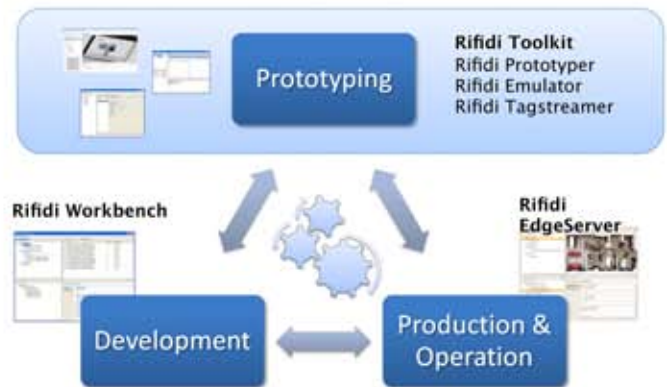 Prototyping
Rifidi Toolkit
Rifidi Prototyper
Rifidi Emulator
Rifidi Tagstreamer
Rifidi Workbench
Rifidi
EdgeServer
Development
Production &
Operation